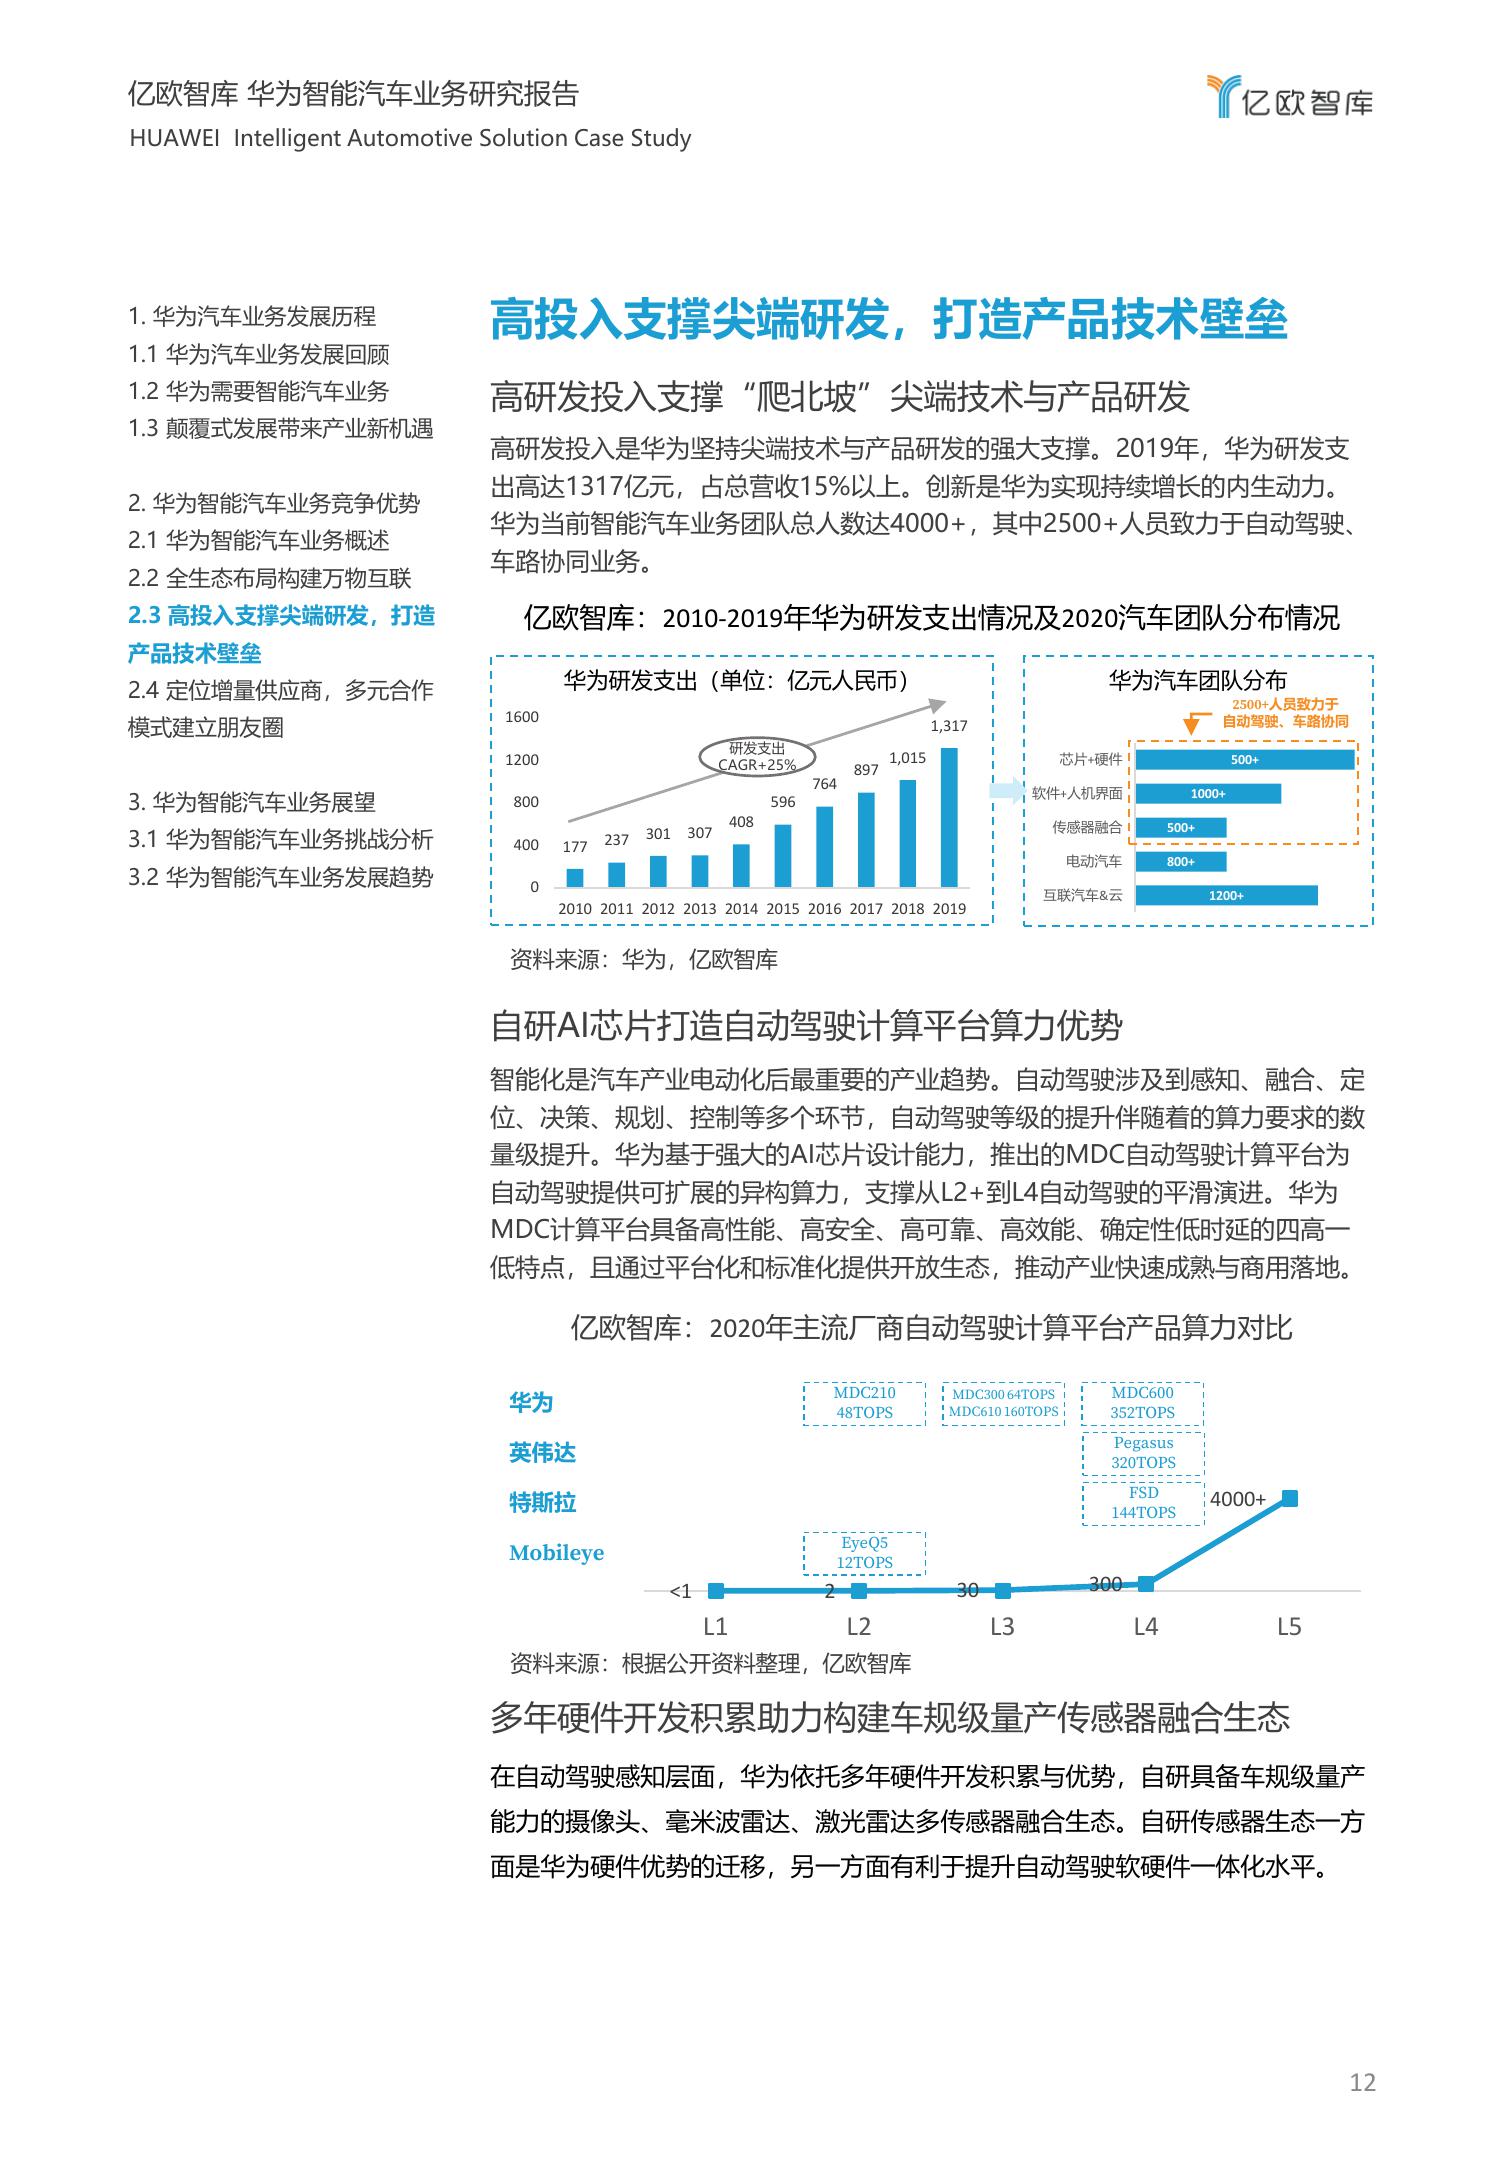 亿欧智库 华为智能汽车业务研究报告
HUAWEI Intelligent Automotive Solution Case Study
亿欧智库
1. 华为汽车业务发展历程
1.1 华为汽车业务发展回顾
1.2 华为需要智能汽车业务
1.3 颠覆式发展带来产业新机遇
2. 华为智能汽车业务竞争优势
2.1 华为智能汽车业务概述
2.2 全生态布局构建万物互联
2.3 高投入支撑尖端研发，打造
产品技术壁垒
2.4 定位增量供应商，多元合作
模式建立朋友圈
3. 华为智能汽车业务展望
3.1 华为智能汽车业务挑战分析
3.2 华为智能汽车业务发展趋势
高投入支撑尖端研发，打造产品技术壁垒
高研发投入支撑“爬北坡”尖端技术与产品研发
高研发投入是华为坚持尖端技术与产品研发的强大支撑。2019年，华为研发支
出高达1317亿元，占总营收15%以上。创新是华为实现持续增长的内生动力。
华为当前智能汽车业务团队总人数达4000+，其中2500+人员致力于自动驾驶、
车路协同业务。
亿欧智库：2010-2019年华为研发支出情况及2020汽车团队分布情况
华为研发支出（单位：亿元人民币）
1600
1200
800
400
0
研发支出
CAGR+25%
177 237 301 307 408 596 764 897 1,015 1,317
2010 2011 2012 2013 2014 2015 2016 2017 2018 2019
华为汽车团队分布
2500+人员致力于
自动驾驶、车路协同
芯片+硬件 500+
软件+人机界面 1000+
传感器融合 500+
电动汽车 800+
互联汽车&云 1200+
资料来源：华为，亿欧智库
自研AI芯片打造自动驾驶计算平台算力优势
智能化是汽车产业电动化后最重要的产业趋势。自动驾驶涉及到感知、融合、定
位、决策、规划、控制等多个环节，自动驾驶等级的提升伴随着的算力要求的数
量级提升。华为基于强大的AI芯片设计能力，推出的MDC自动驾驶计算平台为
自动驾驶提供可扩展的异构算力，支撑从L2+到L4自动驾驶的平滑演进。华为
MDC计算平台具备高性能、高安全、高可靠、高效能、确定性低时延的四高一
低特点，且通过平台化和标准化提供开放生态，推动产业快速成熟与商用落地。
亿欧智库：2020年主流厂商自动驾驶计算平台产品算力对比
华为
MDC210
48TOPS
MDC300 64TOPS
MDC610 160TOPS
MDC600
352TOPS
英伟达
Pegasus
320TOPS
特斯拉
FSD
144TOPS
Mobileye
EyeQ5
12TOPS
<1 2 30 300 4000+
L1 L2 L3 L4 L5
资料来源：根据公开资料整理，亿欧智库
多年硬件开发积累助力构建车规级量产传感器融合生态
在自动驾驶感知层面，华为依托多年硬件开发积累与优势，自研具备车规级量产
能力的摄像头、毫米波雷达、激光雷达多传感器融合生态。自研传感器生态一方
面是华为硬件优势的迁移，另一方面有利于提升自动驾驶软硬件一体化水平。
12